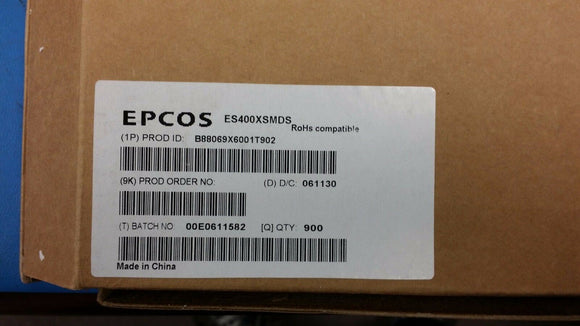 EPCOS ES400XSMDS
RoHs compatible
(1P) PROD ID: B88069X6001T902
(9K) PROD ORDER NO: (D) D/C: 061130
(T) BATCH NO: 00E0611582 [Q] QTY: 900
Made in China